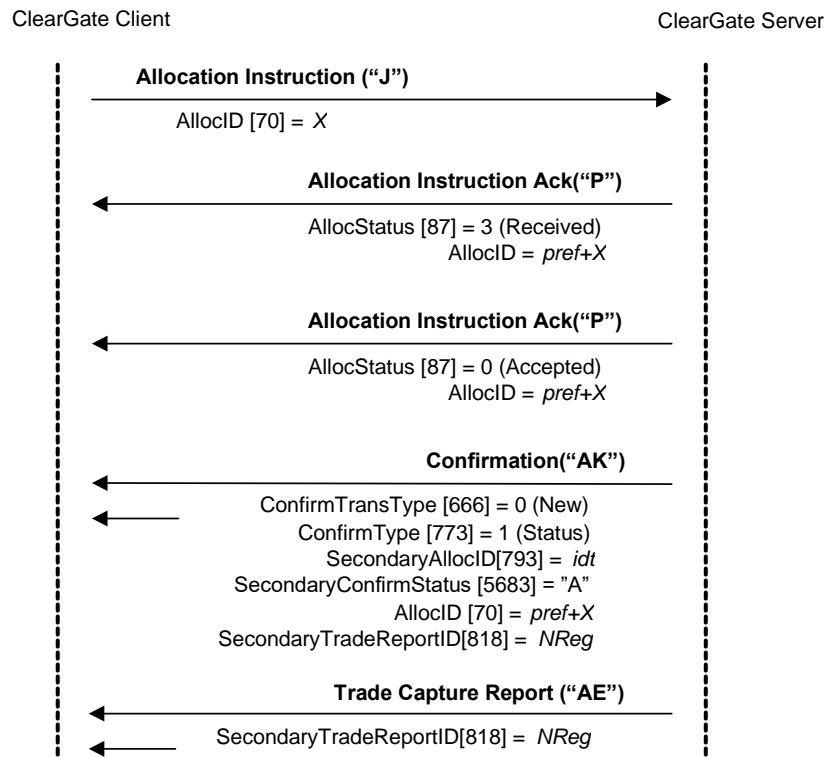 ClearGate Client
ClearGate Server
Allocation Instruction (“J”)
AllocID [70] = X
Allocation Instruction Ack(“P”)
AllocStatus [87] = 3 (Received)
AllocID = pref+X
Allocation Instruction Ack(“P”)
AllocStatus [87] = 0 (Accepted)
AllocID = pref+X
Confirmation(“AK”)
ConfirmTransType [666] = 0 (New)
ConfirmType [773] = 1 (Status)
SecondaryAllocID[793] = idt
SecondaryConfirmStatus [5683] = ”A”
AllocID [70] = pref+X
SecondaryTradeReportID[818] = NReg
Trade Capture Report (“AE”)
SecondaryTradeReportID[818] = NReg